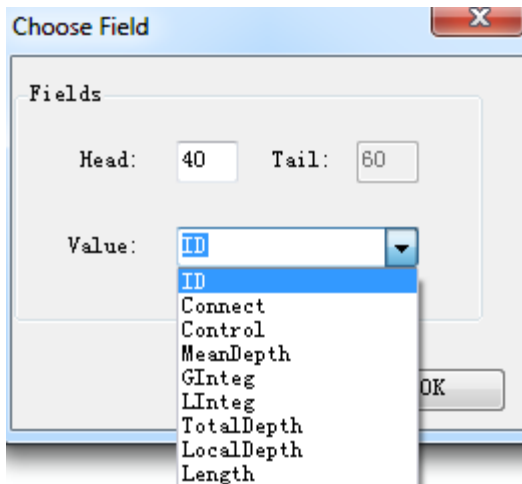 Choose Field
Fields
Head: 40 Tail: 60
Value: ID
ID
Connect
Control
MeanDepth
GInteg
LInteg
OK
TotalDepth
LocalDepth
Length